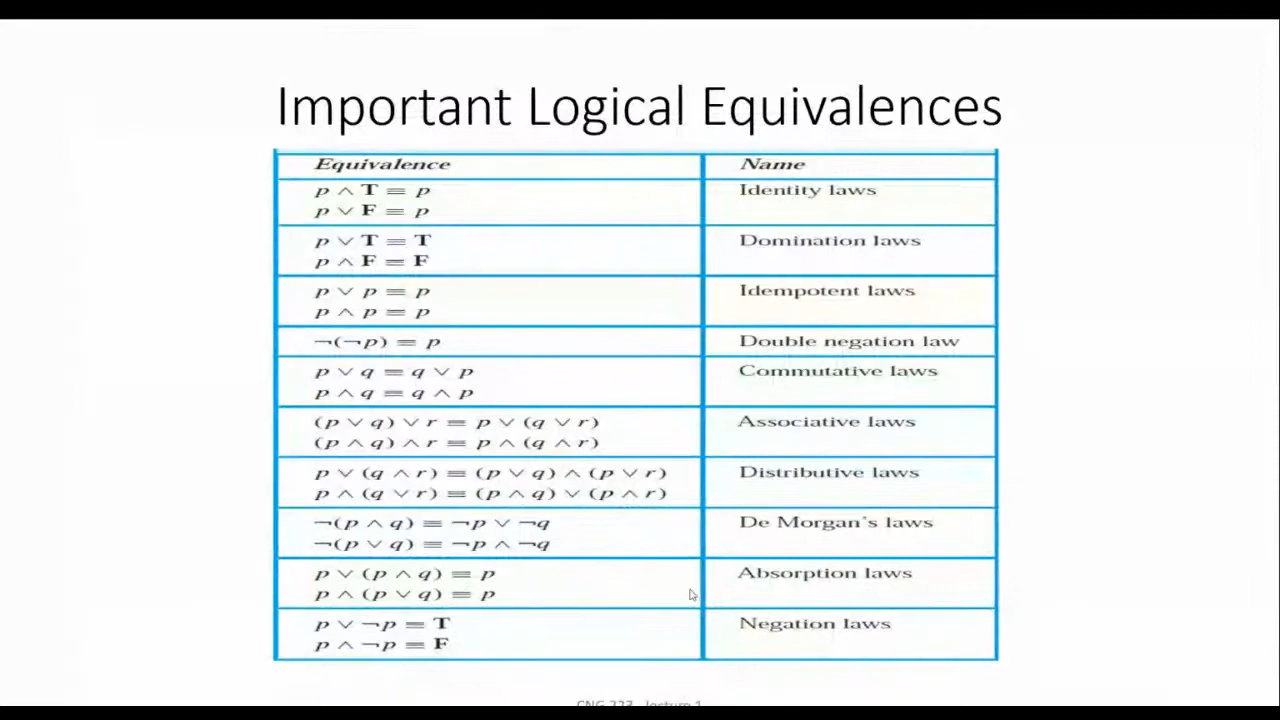 Important Logical Equivalences
Equivalence Name
p ∧ T ≡ p Identity laws
p ∨ F ≡ p
p ∨ T ≡ T Domination laws
p ∧ F ≡ F
p ∨ p ≡ p Idempotent laws
p ∧ p ≡ p
¬(¬p) ≡ p Double negation law
p ∨ q ≡ q ∨ p Commutative laws
p ∧ q ≡ q ∧ p
(p ∨ q) ∨ r ≡ p ∨ (q ∨ r) Associative laws
(p ∧ q) ∧ r ≡ p ∧ (q ∧ r)
p ∨ (q ∧ r) ≡ (p ∨ q) ∧ (p ∨ r) Distributive laws
p ∧ (q ∨ r) ≡ (p ∧ q) ∨ (p ∧ r)
¬(p ∧ q) ≡ ¬p ∨ ¬q De Morgan's laws
¬(p ∨ q) ≡ ¬p ∧ ¬q
p ∨ (p ∧ q) ≡ p Absorption laws
p ∧ (p ∨ q) ≡ p
p ∨ ¬p ≡ T Negation laws
p ∧ ¬p ≡ F